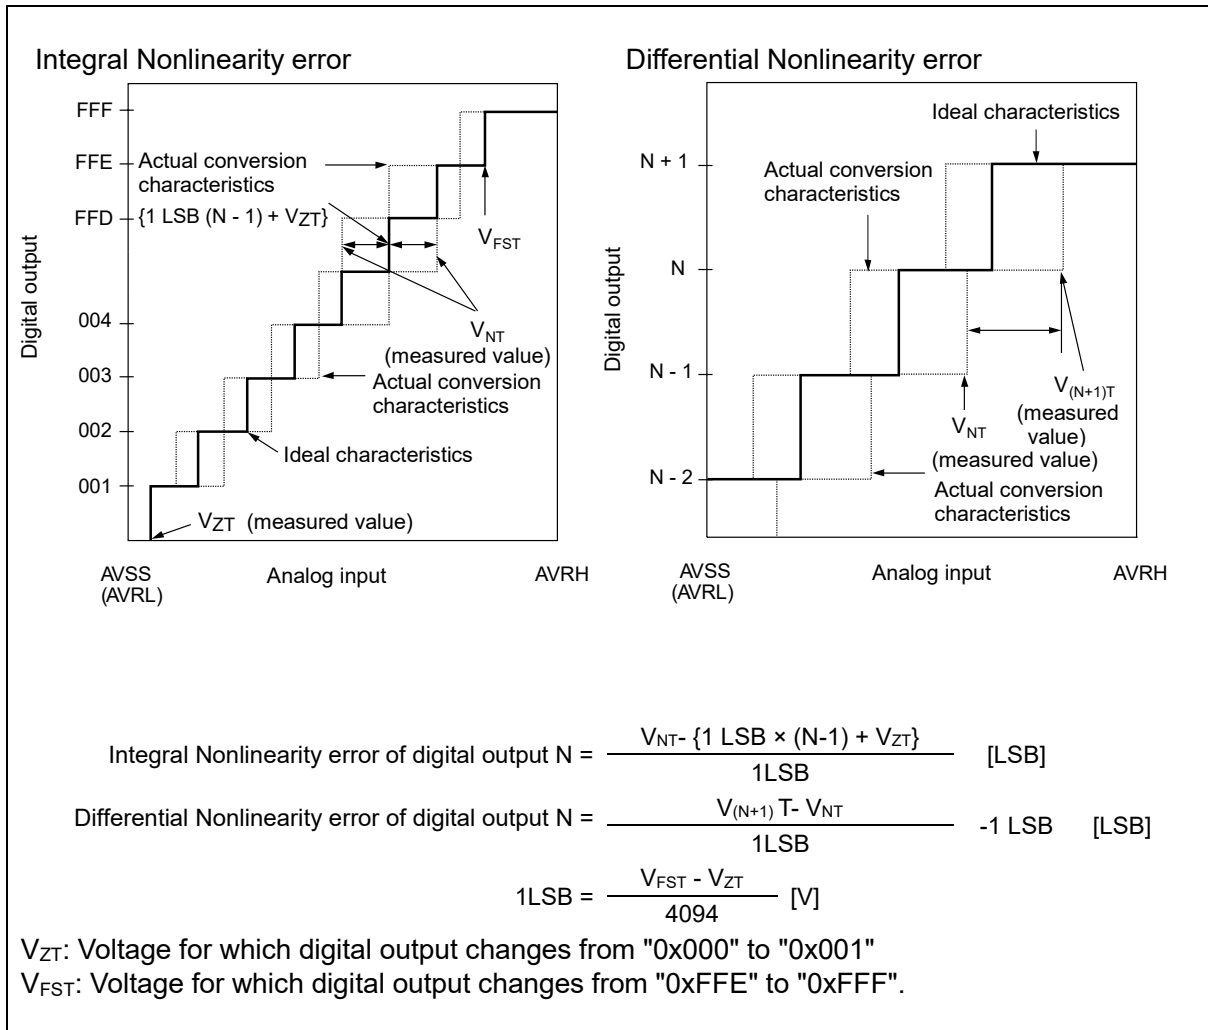 Integral Nonlinearity error
FFF
FFE
FFD
004
003
002
001
Digital output
Actual conversion
characteristics
{1 LSB (N - 1) + VZT}
VFST
VNT
(measured value)
Actual conversion
characteristics
Ideal characteristics
VZT (measured value)
AVSS
(AVRL)
Analog input
AVRH
Differential Nonlinearity error
N + 1
N
N - 1
N - 2
Digital output
Ideal characteristics
Actual conversion
characteristics
V(N+1)T
(measured
value)
VNT
(measured value)
Actual conversion
characteristics
AVSS
(AVRL)
Analog input
AVRH
Integral Nonlinearity error of digital output N =
VNT- {1 LSB × (N-1) + VZT}
1LSB
[LSB]
Differential Nonlinearity error of digital output N =
V(N+1) T- VNT
1LSB
-1 LSB [LSB]
1LSB =
VFST - VZT
4094
[V]
VZT: Voltage for which digital output changes from "0x000" to "0x001"
VFST: Voltage for which digital output changes from "0xFFE" to "0xFFF".